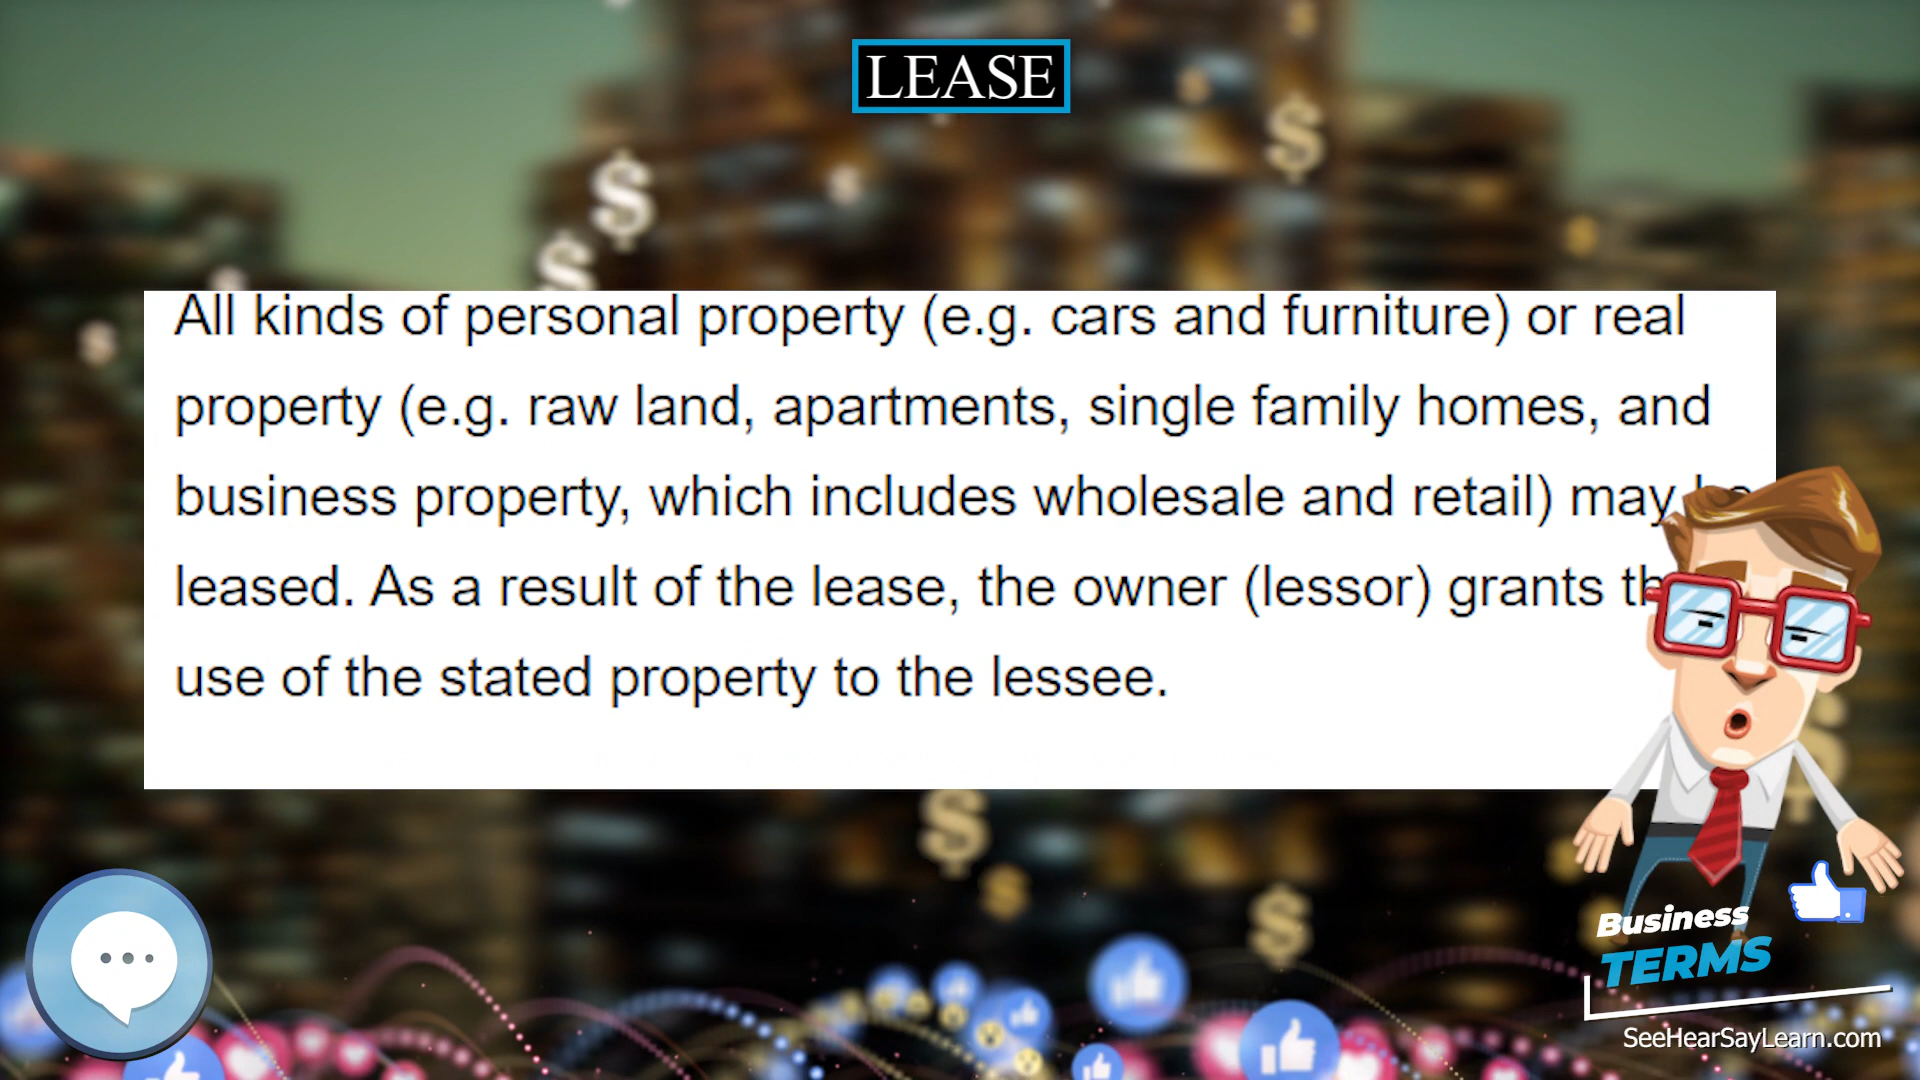 LEASE
All kinds of personal property (e.g. cars and furniture) or real
property (e.g. raw land, apartments, single family homes, and
business property, which includes wholesale and retail) may
leased. As a result of the lease, the owner (lessor) grants
use of the stated property to the lessee.
Business
TERMS
SeeHearSayLearn.com